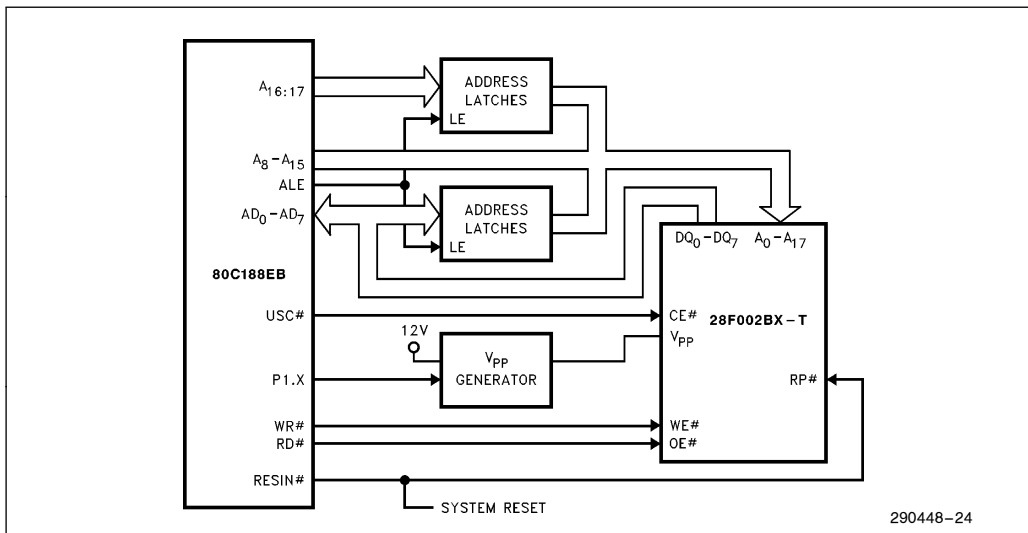 80C188EB
A16:17
A8-A15
ALE
AD0-AD7
USC#
P1.X
WR#
RD#
RESIN#
ADDRESS
LATCHES
LE
ADDRESS
LATCHES
LE
12V
VPP
GENERATOR
SYSTEM RESET
DQ0-DQ7 A0-A17
CE#
28F002BX-T
VPP
RP#
WE#
OE#
290448-24